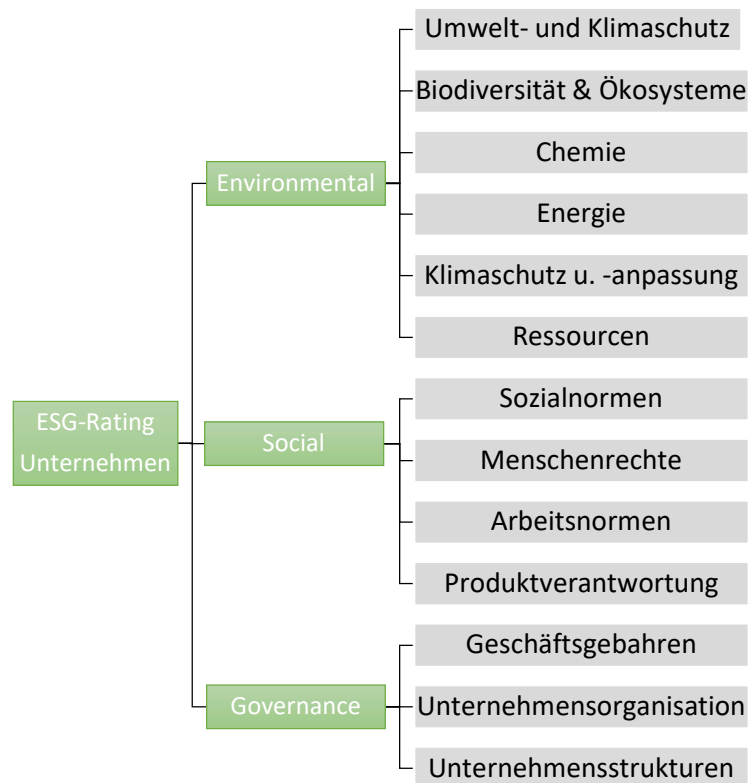 ESG-Rating
Unternehmen
Environmental
Umwelt- und Klimaschutz
Biodiversität & Ökosysteme
Chemie
Energie
Klimaschutz u. -anpassung
Ressourcen
Social
Sozialnormen
Menschenrechte
Arbeitsnormen
Produktverantwortung
Governance
Geschäftsgebahren
Unternehmensorganisation
Unternehmensstrukturen